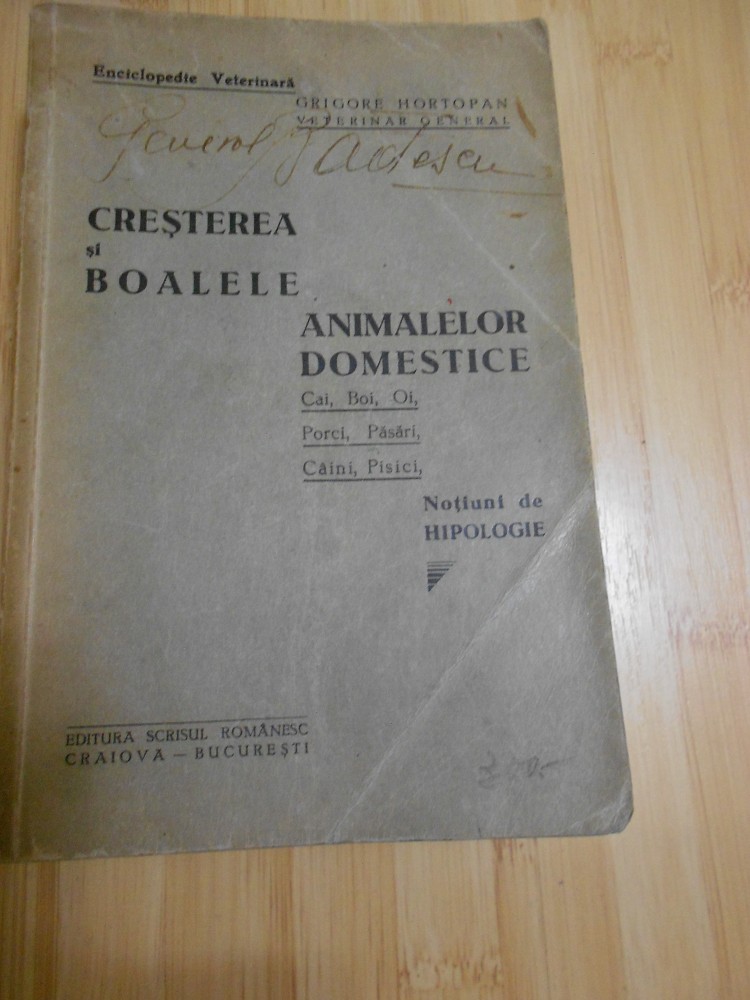 Enciclopedie Veterinară
GRIGORE HORTOPAN
VETERINAR GENERAL
General
CREȘTEREA
și
BOALELE
ANIMALELOR
DOMESTICE
Cai, Boi, Oi,
Porci, Păsări,
Câini, Pisici,
Noțiuni de
HIPOLOGIE
EDITURA SCRISUL ROMÂNESC
CRAIOVA — BUCUREȘTI